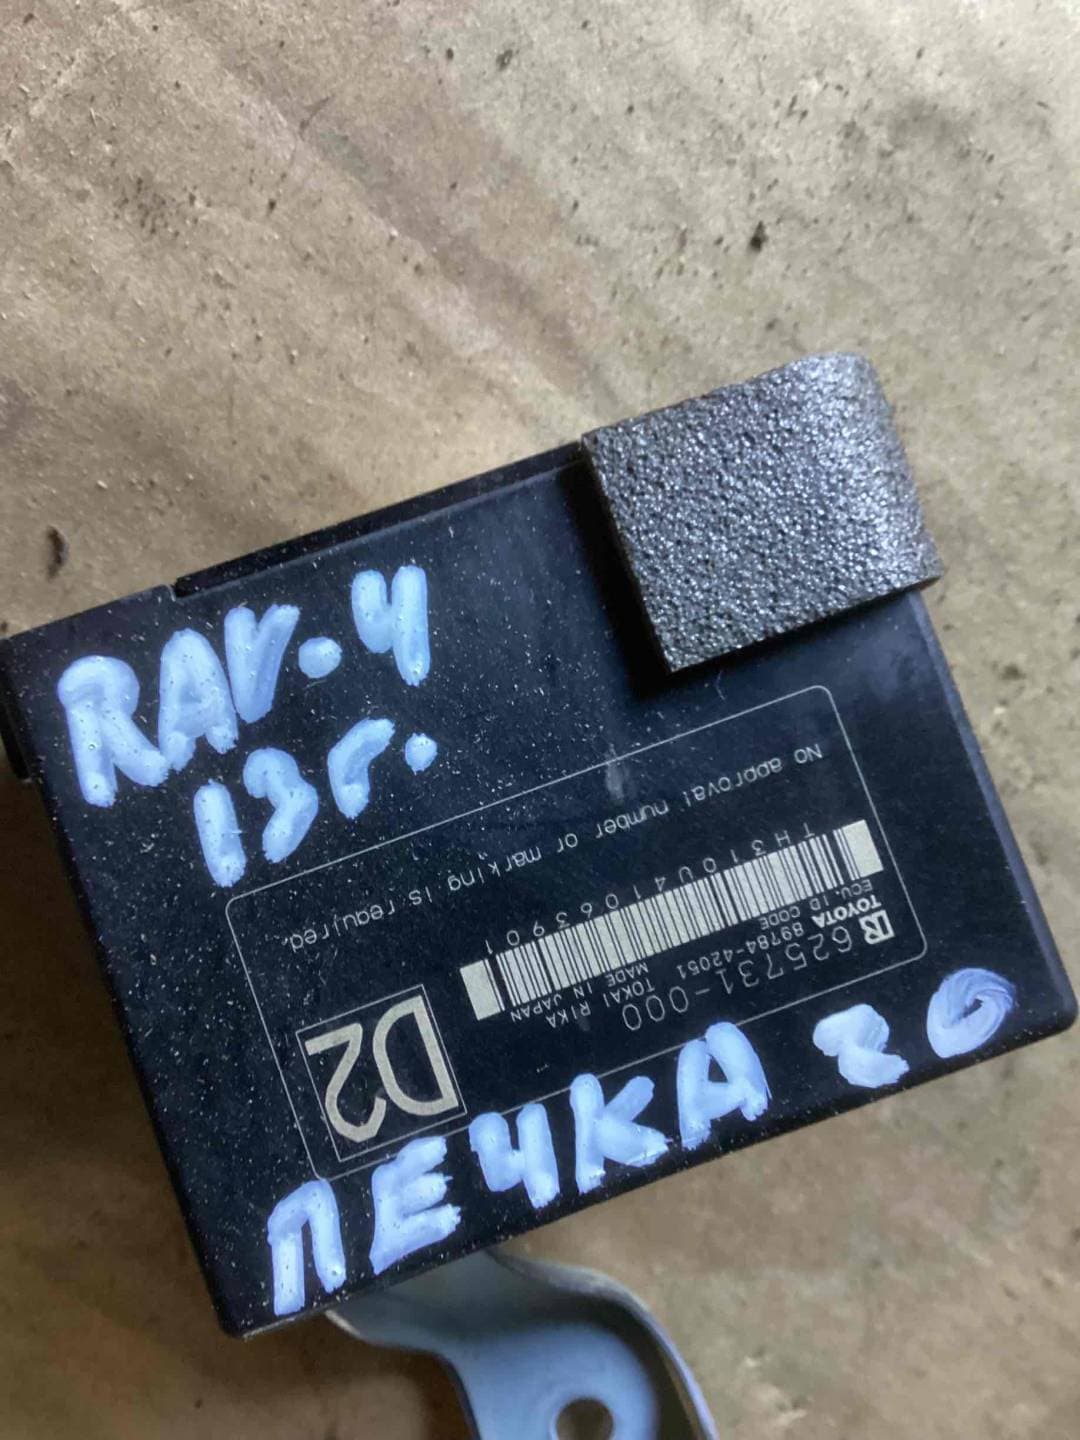 RAV.4
13г.
ПЕЧКА 20
625731-000
TOYOTA 89784-42051
ECU. ID CODE
TOKAI RIKA
MADE IN JAPAN
TH310U41063901
D2
No approval number or marking is required.